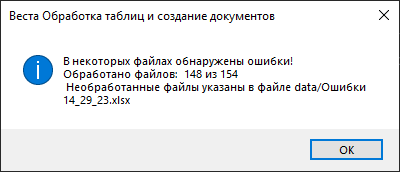 Веста Обработка таблиц и создание документов
В некоторых файлах обнаружены ошибки!
Обработано файлов: 148 из 154
Необработанные файлы указаны в файле data/Ошибки
14_29_23.xlsx
OK